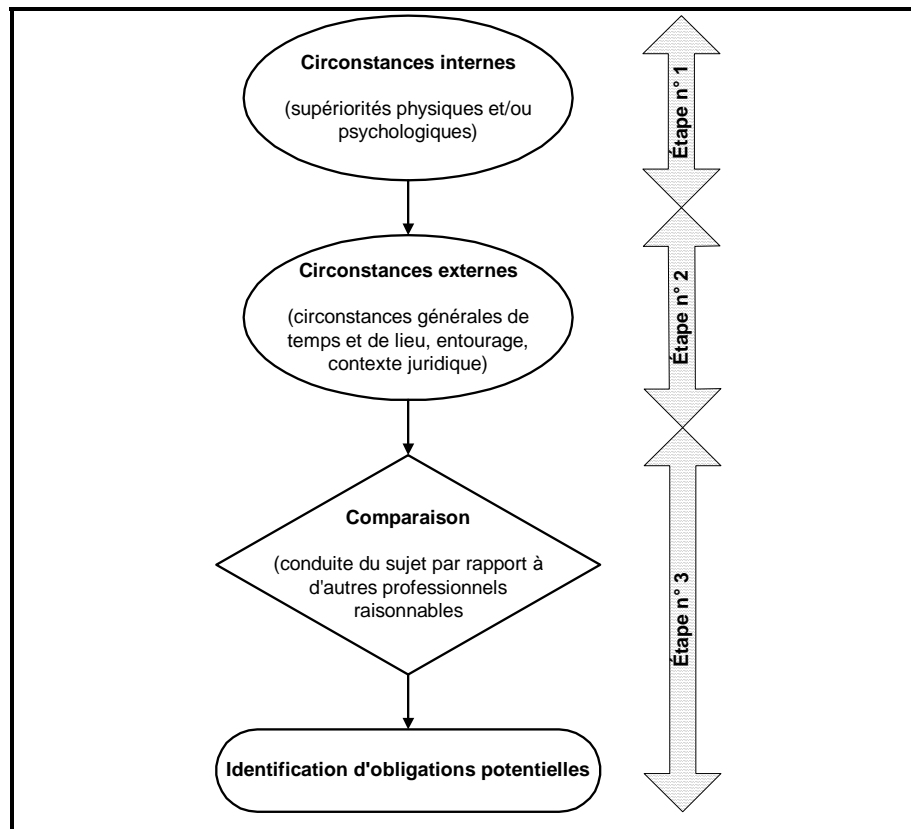 Circonstances internes
(supériorités physiques et/ou
psychologiques)
Étape n° 1
Circonstances externes
(circonstances générales de
temps et de lieu, entourage,
contexte juridique)
Étape n° 2
Comparaison
(conduite du sujet par rapport à
d'autres professionnels
raisonnables
Étape n° 3
Identification d'obligations potentielles